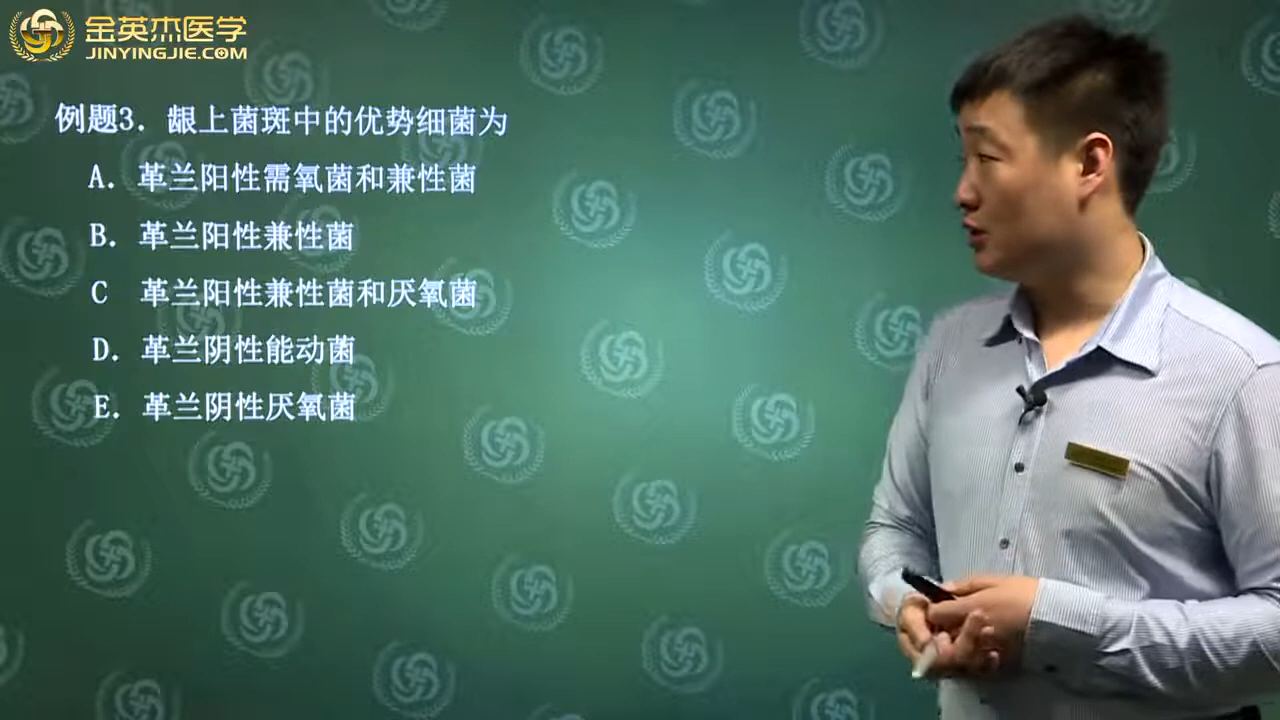 金英杰医学
JINYINGJIE.COM
例题3．龈上菌斑中的优势细菌为
A．革兰阳性需氧菌和兼性菌
B．革兰阳性兼性菌
C 革兰阳性兼性菌和厌氧菌
D．革兰阴性能动菌
E．革兰阴性厌氧菌